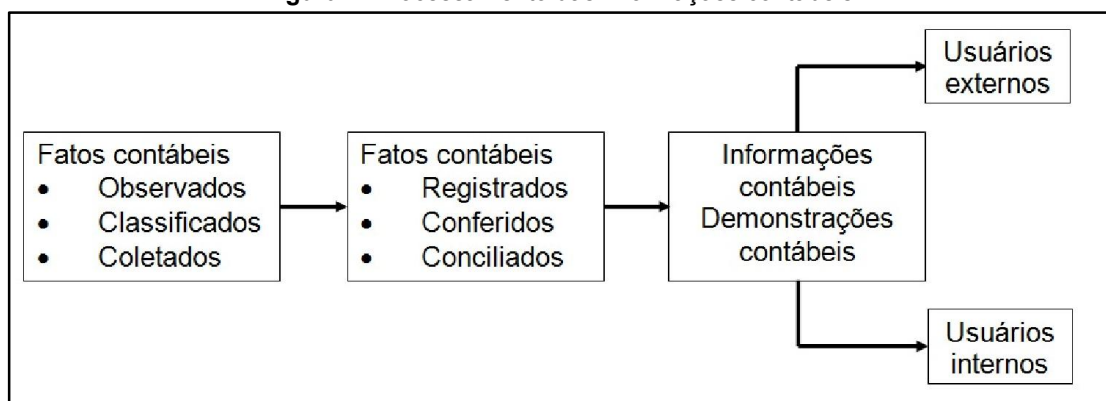 Usuários
externos
Fatos contábeis
• Observados
• Classificados
• Coletados
Fatos contábeis
• Registrados
• Conferidos
• Conciliados
Informações
contábeis
Demonstrações
contábeis
Usuários
internos